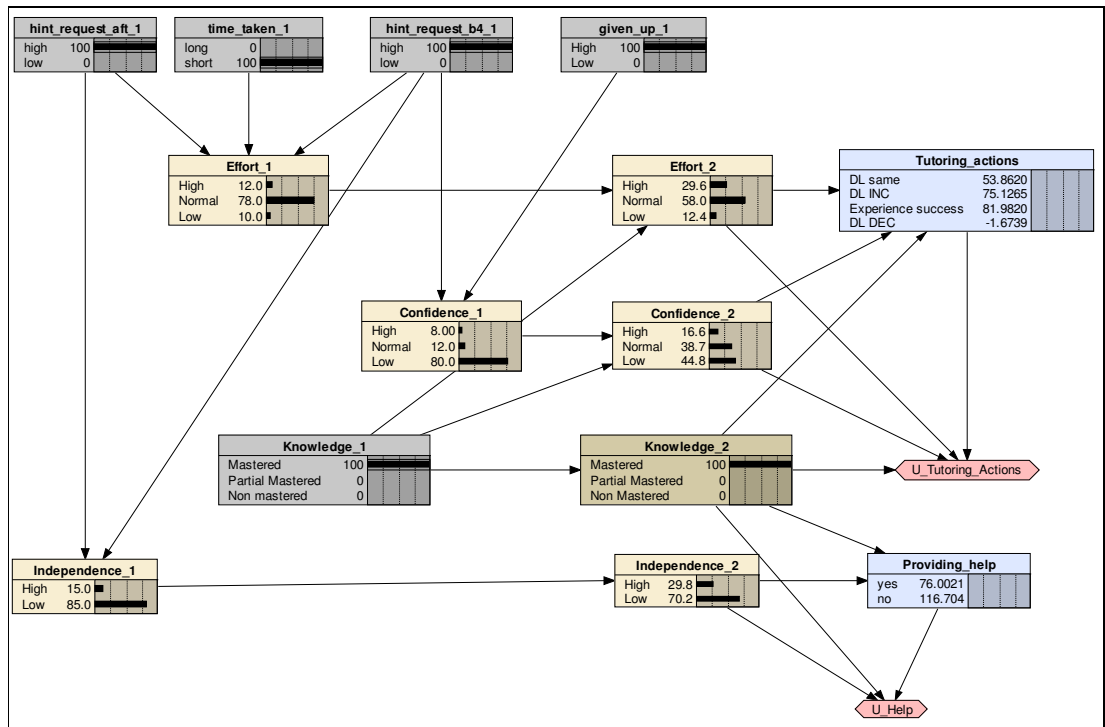 hint_request_aft_1
high 100
low 0
time_taken_1
long 0
short 100
hint_request_b4_1
high 100
low 0
given_up_1
High 100
Low 0
Effort_1
High 12.0
Normal 78.0
Low 10.0
Effort_2
High 29.6
Normal 58.0
Low 12.4
Tutoring_actions
DL same 53.8620
DL INC 75.1265
Experience success 81.9820
DL DEC -1.6739
Confidence_1
High 8.00
Normal 12.0
Low 80.0
Confidence_2
High 16.6
Normal 38.7
Low 44.8
Knowledge_1
Mastered 100
Partial Mastered 0
Non mastered 0
Knowledge_2
Mastered 100
Partial Mastered 0
Non Mastered 0
U_Tutoring_Actions
Independence_1
High 15.0
Low 85.0
Independence_2
High 29.8
Low 70.2
Providing_help
yes 76.0021
no 116.704
U_Help